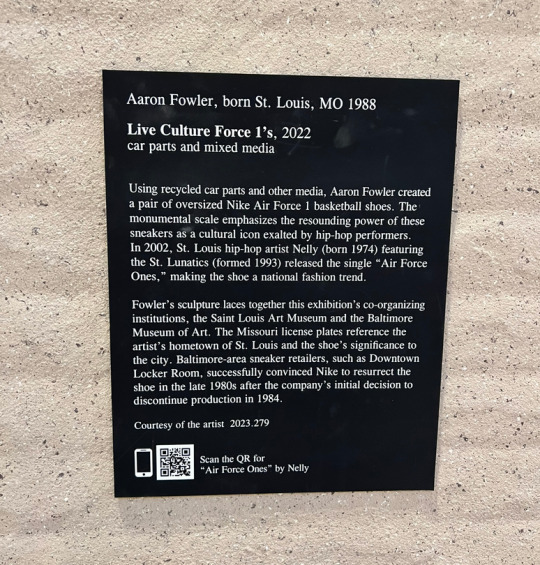 Aaron Fowler, born St. Louis, MO 1988
Live Culture Force 1's, 2022
car parts and mixed media
Using recycled car parts and other media, Aaron Fowler created
a pair of oversized Nike Air Force 1 basketball shoes. The
monumental scale emphasizes the resounding power of these
sneakers as a cultural icon exalted by hip-hop performers.
In 2002, St. Louis hip-hop artist Nelly (born 1974) featuring
the St. Lunatics (formed 1993) released the single “Air Force
Ones,” making the shoe a national fashion trend.
Fowler's sculpture laces together this exhibition's co-organizing
institutions, the Saint Louis Art Museum and the Baltimore
Museum of Art. The Missouri license plates reference the
artist's hometown of St. Louis and the shoe's significance to
the city. Baltimore-area sneaker retailers, such as Downtown
Locker Room, successfully convinced Nike to resurrect the
shoe in the late 1980s after the company's initial decision to
discontinue production in 1984.
Courtesy of the artist 2023.279
Scan the QR for
“Air Force Ones” by Nelly